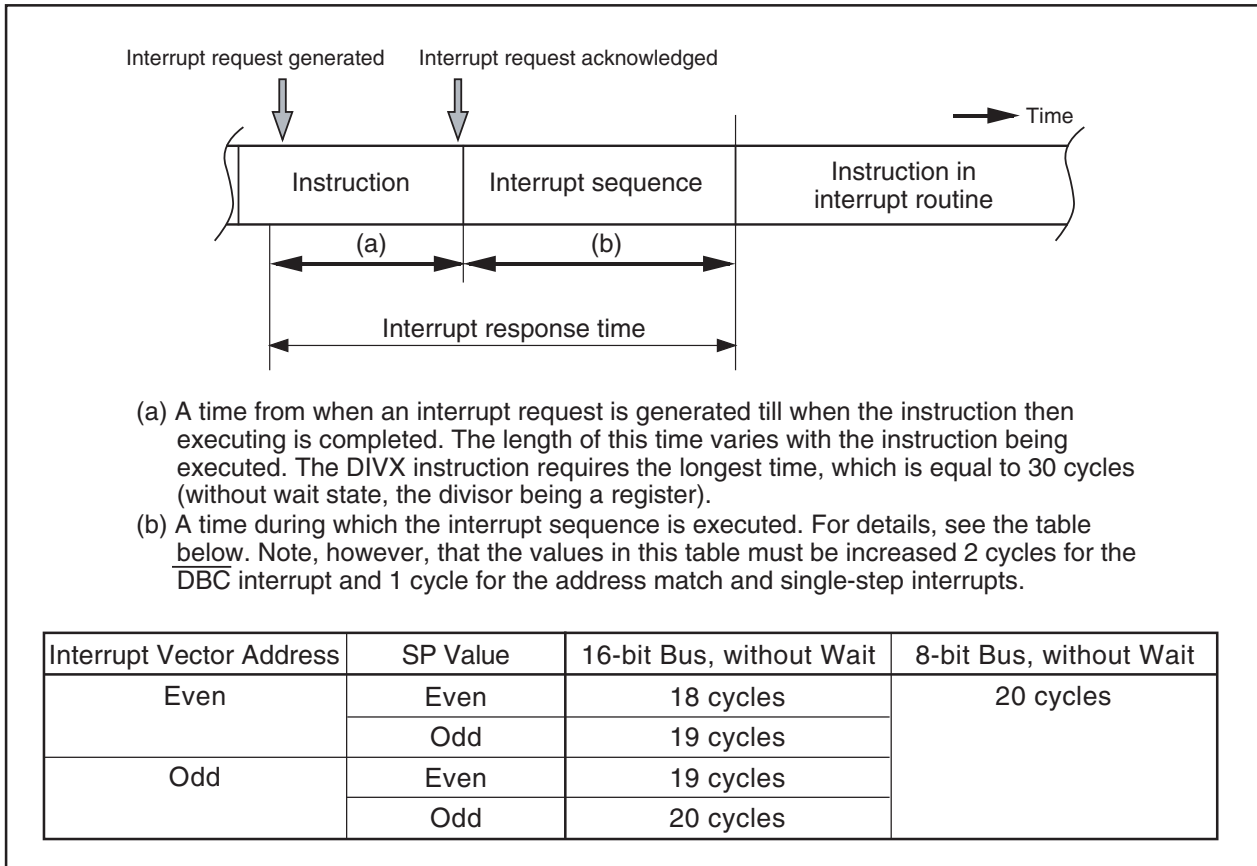 Interrupt request generated
Interrupt request acknowledged
Time
Instruction
Interrupt sequence
Instruction in
interrupt routine
(a)
(b)
Interrupt response time
(a) A time from when an interrupt request is generated till when the instruction then
executing is completed. The length of this time varies with the instruction being
executed. The DIVX instruction requires the longest time, which is equal to 30 cycles
(without wait state, the divisor being a register).
(b) A time during which the interrupt sequence is executed. For details, see the table
below. Note, however, that the values in this table must be increased 2 cycles for the
DBC interrupt and 1 cycle for the address match and single-step interrupts.
Interrupt Vector Address SP Value 16-bit Bus, without Wait 8-bit Bus, without Wait
Even Even 18 cycles 20 cycles
Odd 19 cycles
Odd Even 19 cycles
Odd 20 cycles